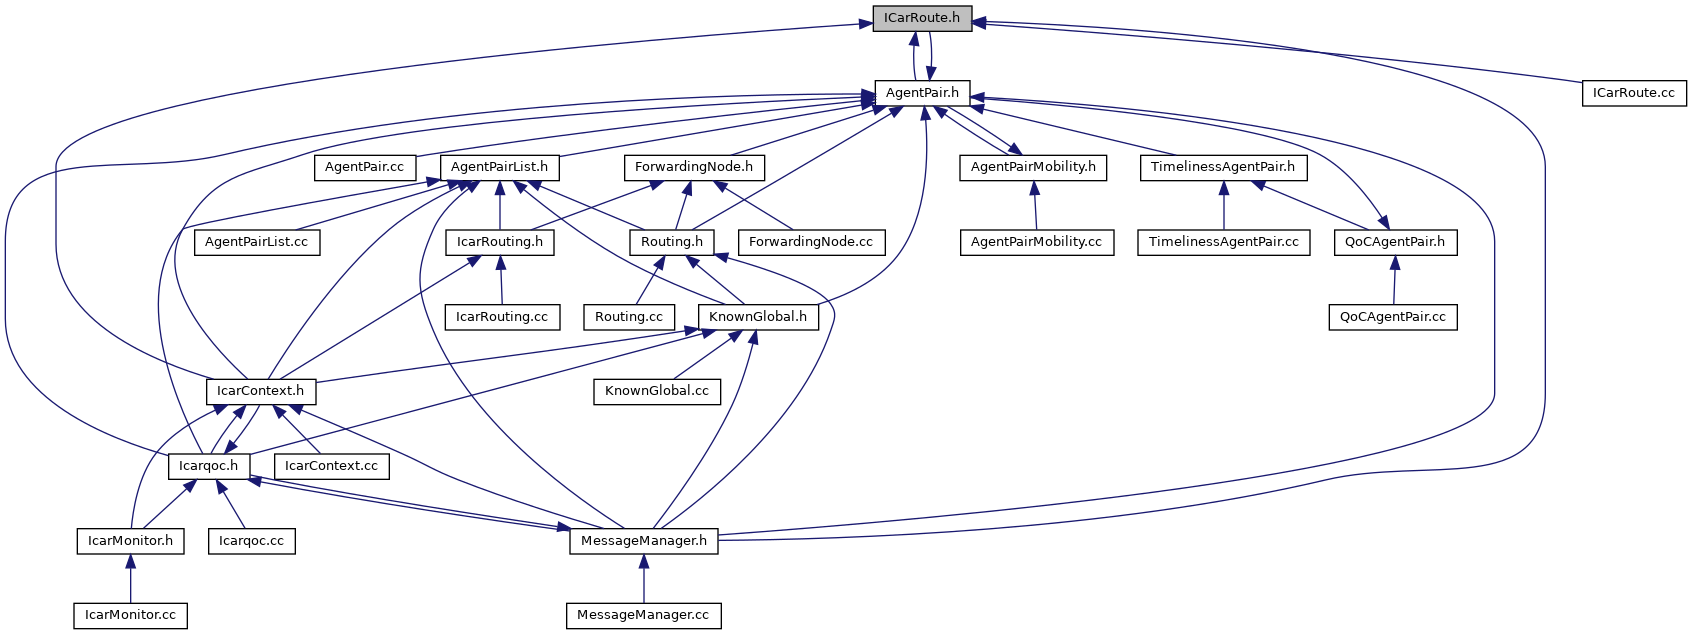 ICarRoute.h
AgentPair.h
ICarRoute.cc
AgentPair.cc
AgentPairList.h
ForwardingNode.h
AgentPairMobility.h
TimelinessAgentPair.h
AgentPairList.cc
IcarRouting.h
Routing.h
ForwardingNode.cc
AgentPairMobility.cc
TimelinessAgentPair.cc
QoCAgentPair.h
IcarRouting.cc
Routing.cc
KnownGlobal.h
QoCAgentPair.cc
IcarContext.h
KnownGlobal.cc
Icarqoc.h
IcarContext.cc
IcarMonitor.h
Icarqoc.cc
MessageManager.h
IcarMonitor.cc
MessageManager.cc